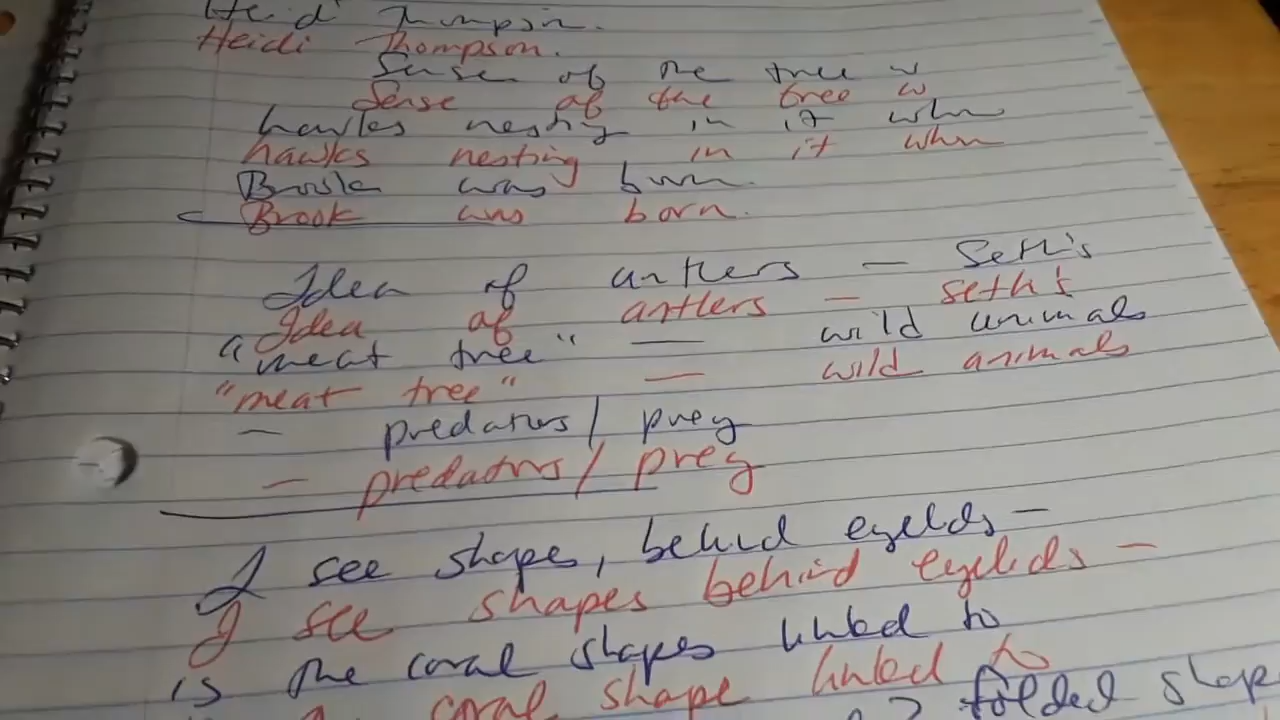 Heidi Thompson.
Heidi Thompson.
Sense of the tree w
Sense of the tree w
hawks nesting in it when
hawks nesting in it when
Brook was born.
Brook was born.
Idea of antlers — Seth's
Idea of antlers — Seth's
"meat tree" — wild animals
"meat tree" — wild animals
— predators / prey
— predators / prey
I see shapes, behind eyelids —
I see shapes behind eyelids —
is the coral shapes linked to
coral shape linked to
? folded shap